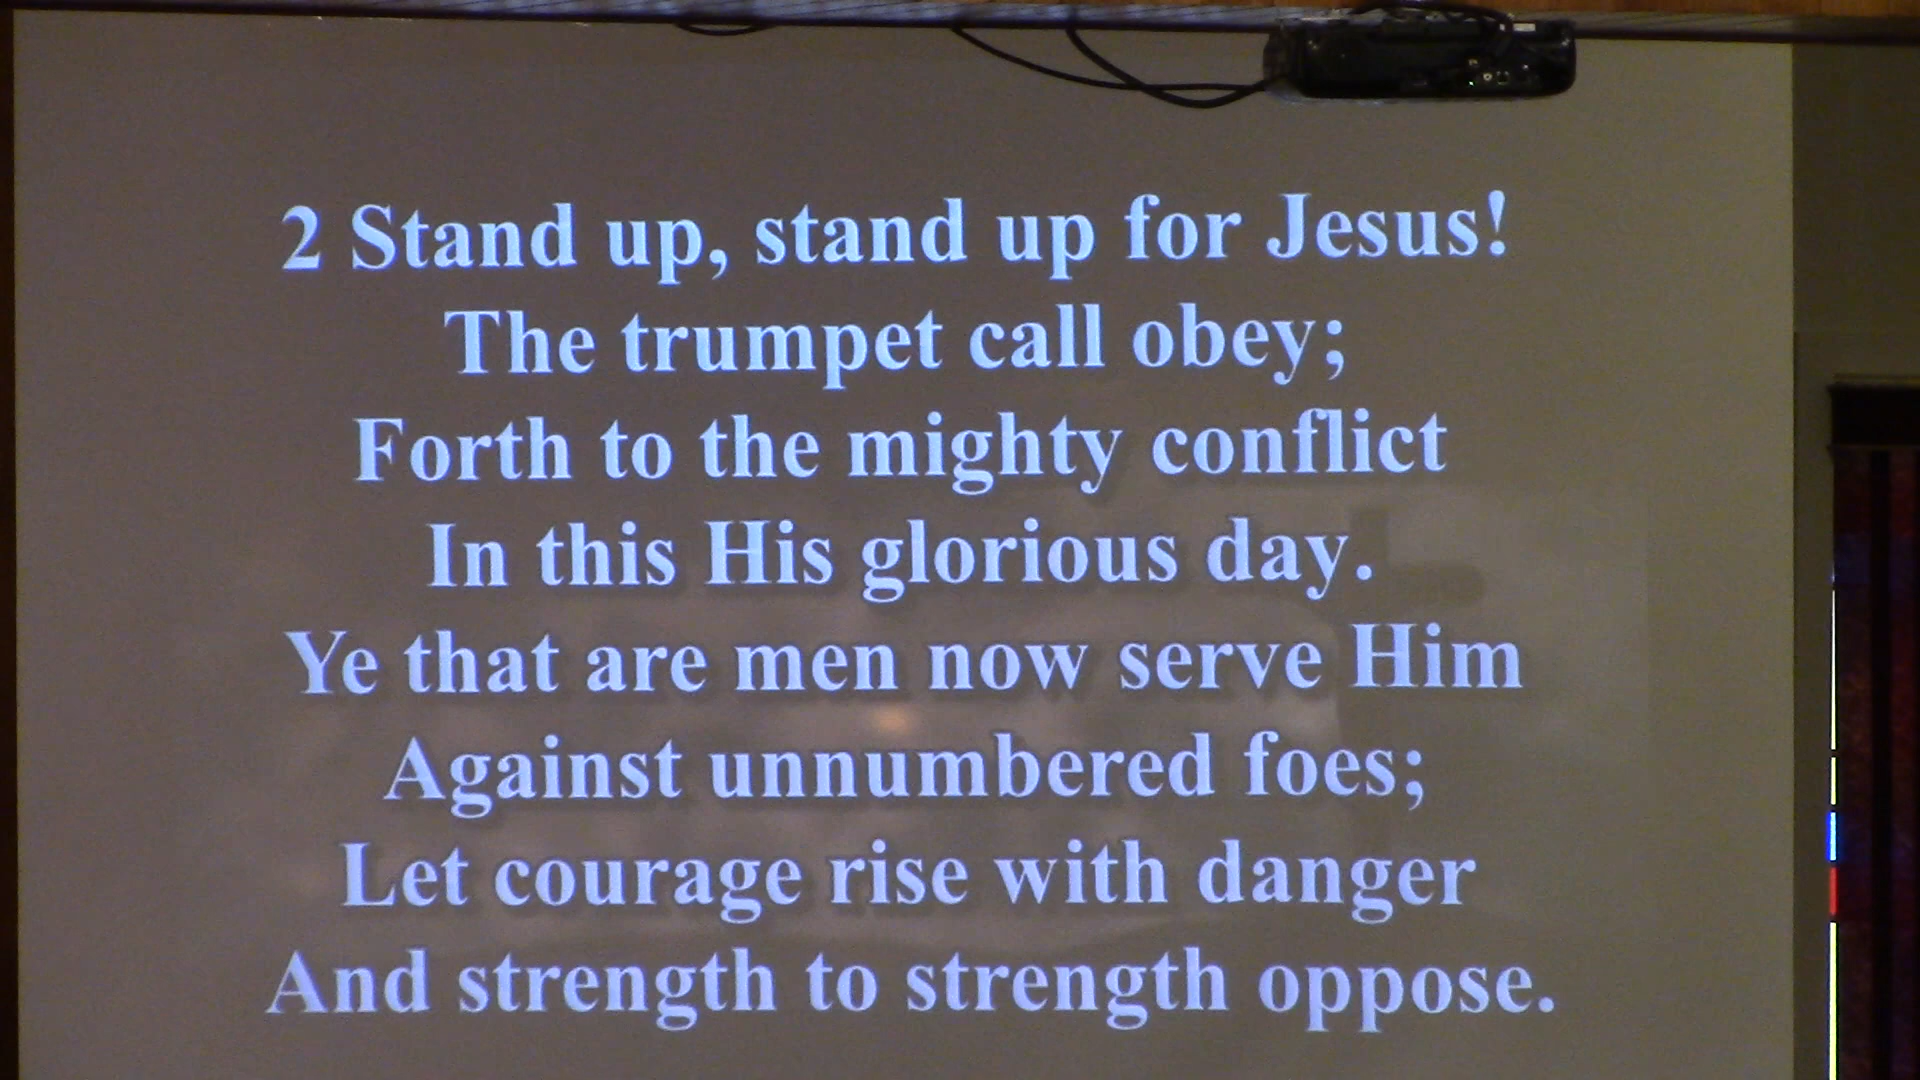 2 Stand up, stand up for Jesus!
The trumpet call obey;
Forth to the mighty conflict
In this His glorious day.
Ye that are men now serve Him
Against unnumbered foes;
Let courage rise with danger
And strength to strength oppose.